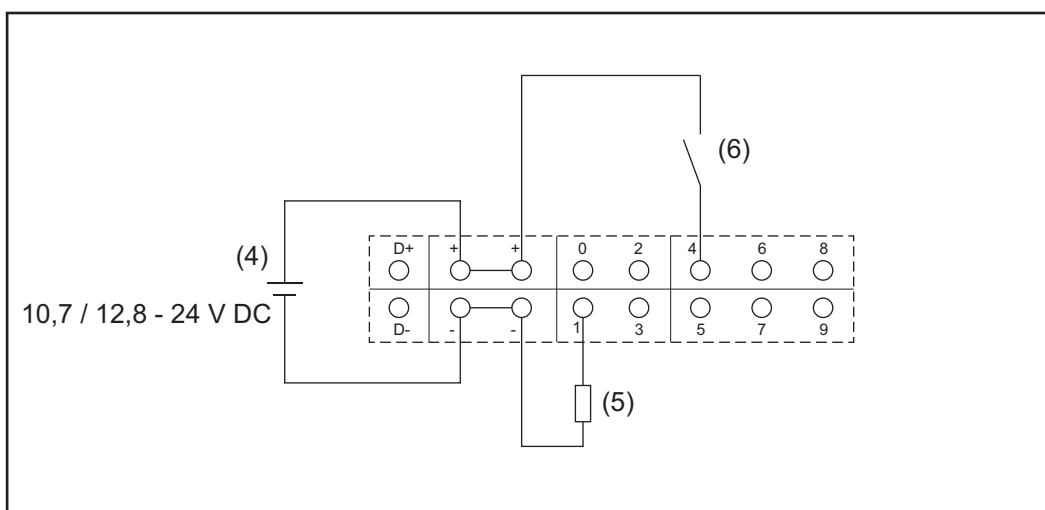 (6)
D+ + + 0 2 4 6 8
(4)
10,7 / 12,8 - 24 V DC
D- - - 1 3 5 7 9
(5)